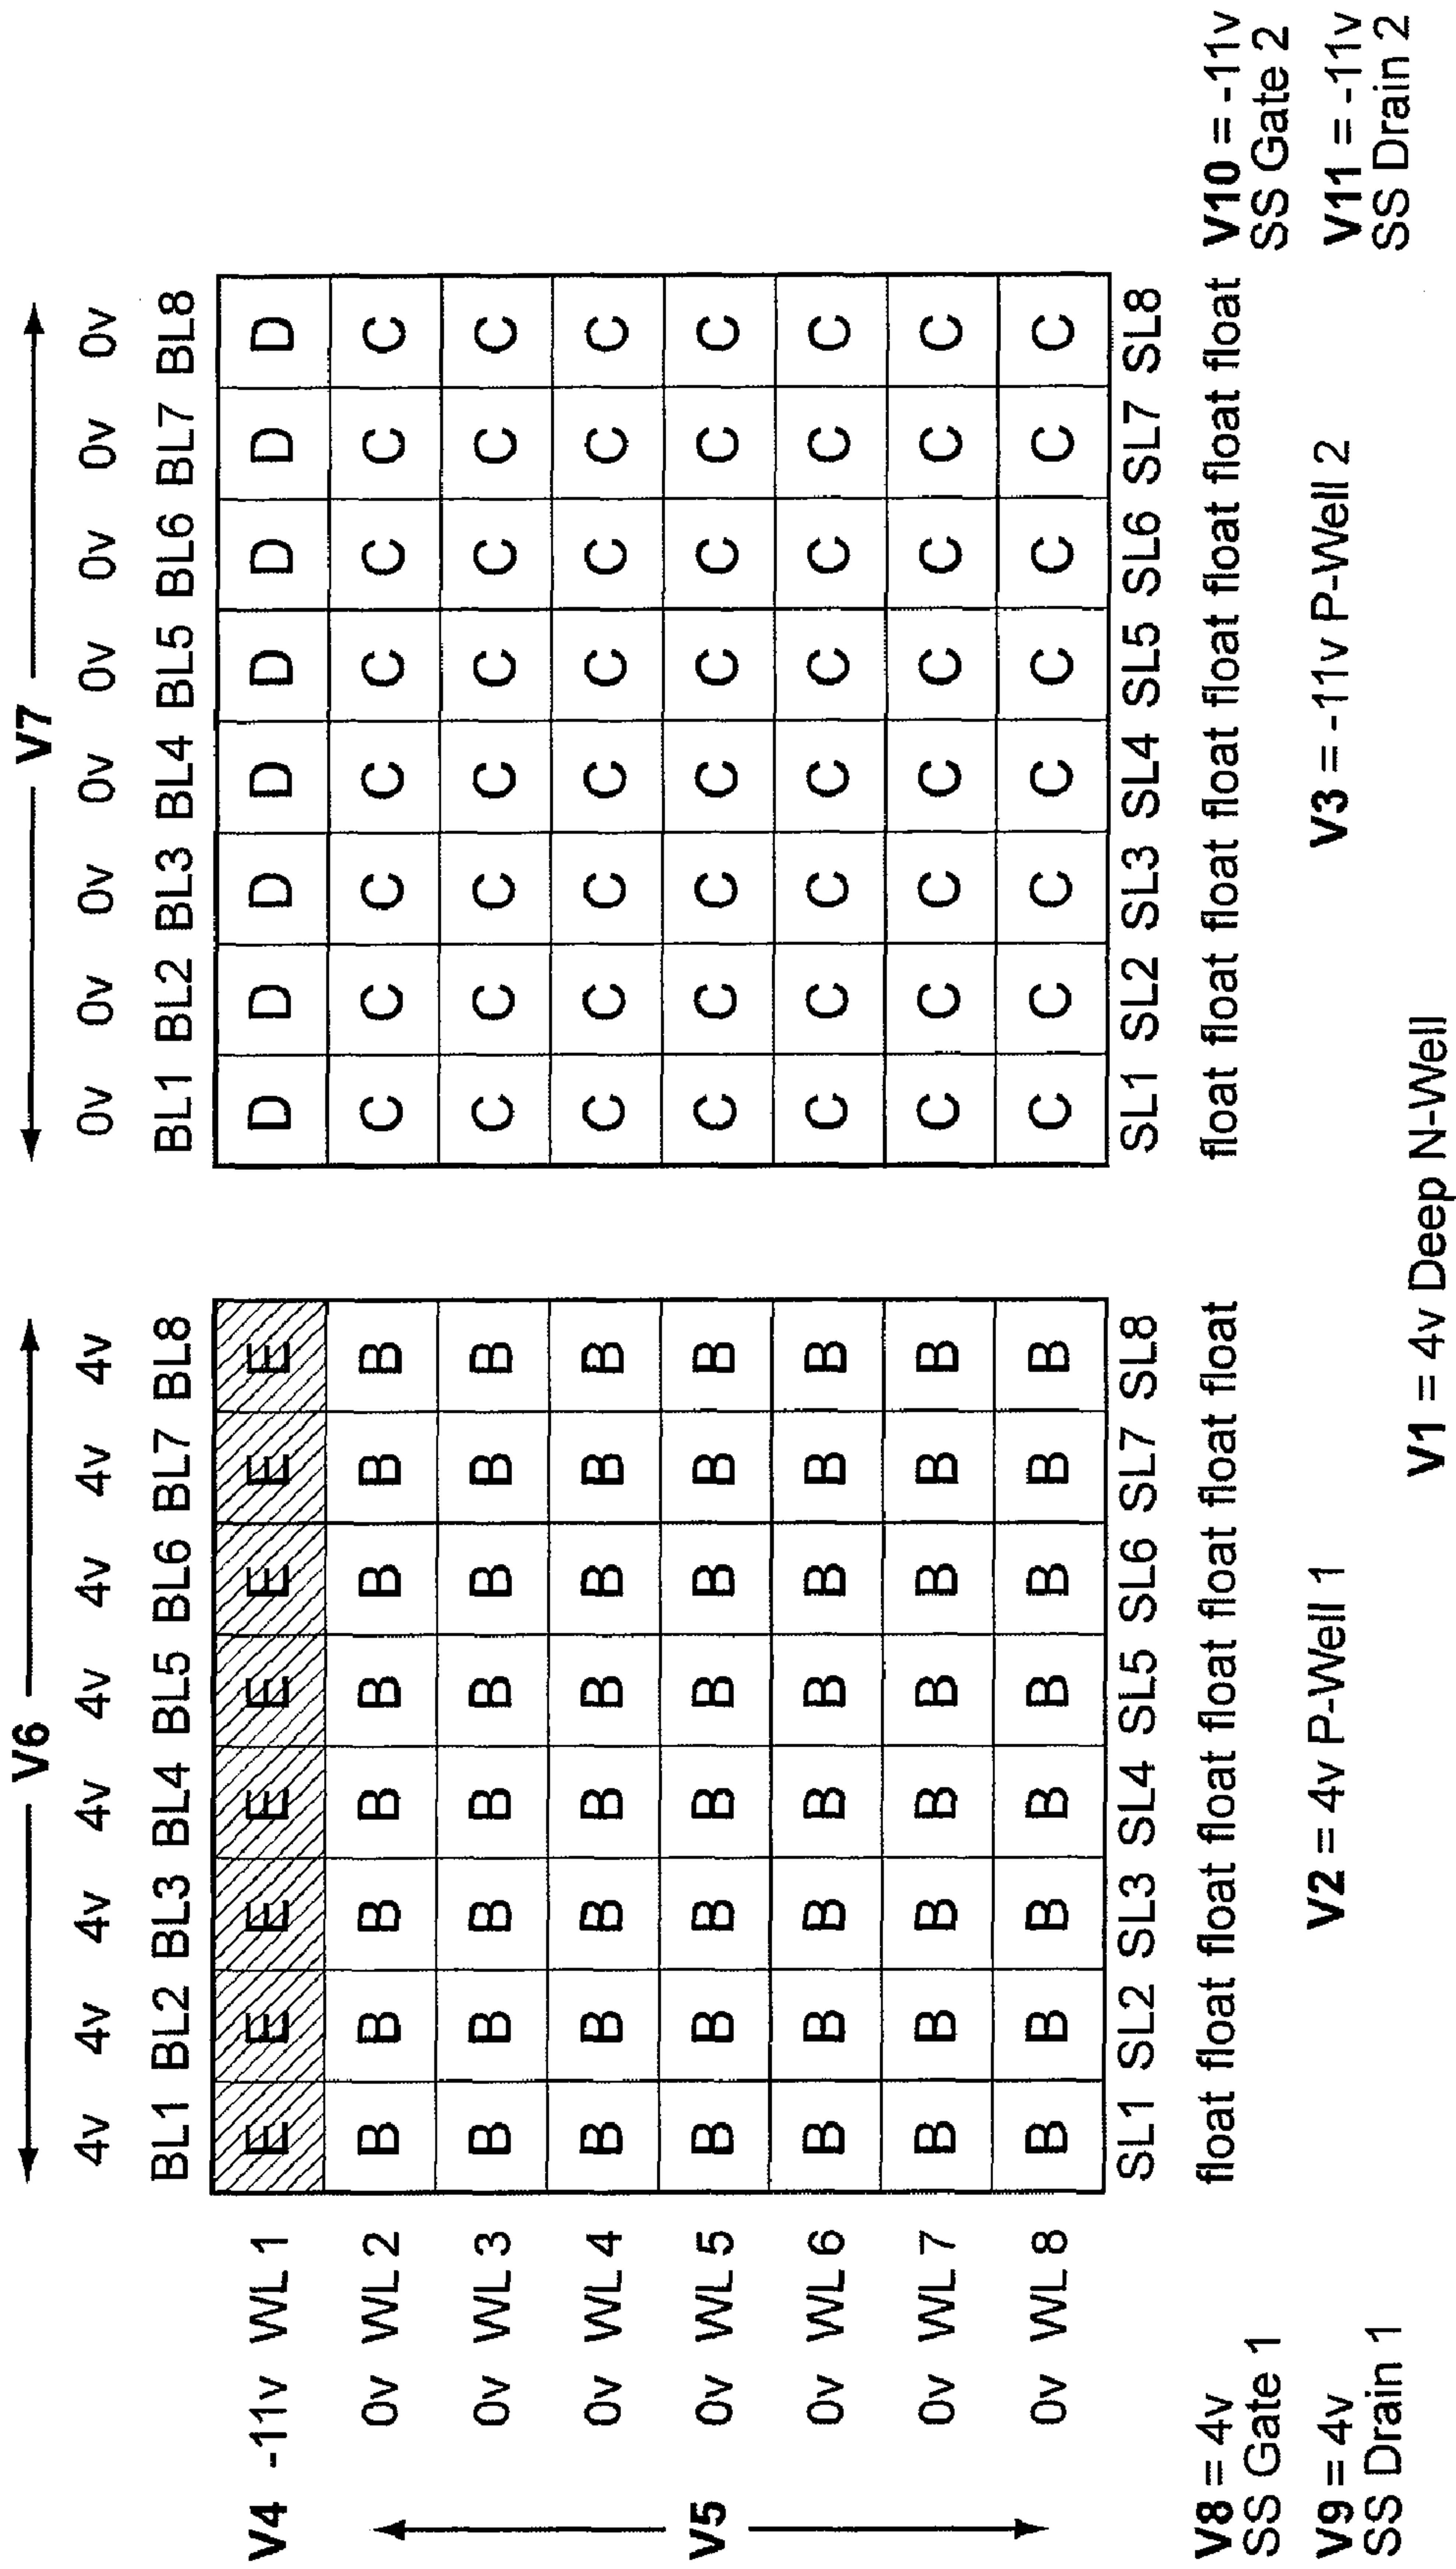 V6 V7
4v 4v 4v 4v 4v 4v 4v 4v 0v 0v 0v 0v 0v 0v 0v 0v
BL1 BL2 BL3 BL4 BL5 BL6 BL7 BL8 BL1 BL2 BL3 BL4 BL5 BL6 BL7 BL8
V4 -11v WL 1 E E E E E E E E D D D D D D D D
0v WL 2 B B B B B B B B C C C C C C C C
0v WL 3 B B B B B B B B C C C C C C C C
0v WL 4 B B B B B B B B C C C C C C C C
V5 0v WL 5 B B B B B B B B C C C C C C C C
0v WL 6 B B B B B B B B C C C C C C C C
0v WL 7 B B B B B B B B C C C C C C C C
0v WL 8 B B B B B B B B C C C C C C C C
SL1 SL2 SL3 SL4 SL5 SL6 SL7 SL8 SL1 SL2 SL3 SL4 SL5 SL6 SL7 SL8
V8 = 4v float float float float float float float float float float float float float float float float V10 = -11v
SS Gate 1 SS Gate 2
V9 = 4v V2 = 4v P-Well 1 V3 = -11v P-Well 2 V11 = -11v
SS Drain 1 SS Drain 2
V1 = 4v Deep N-Well